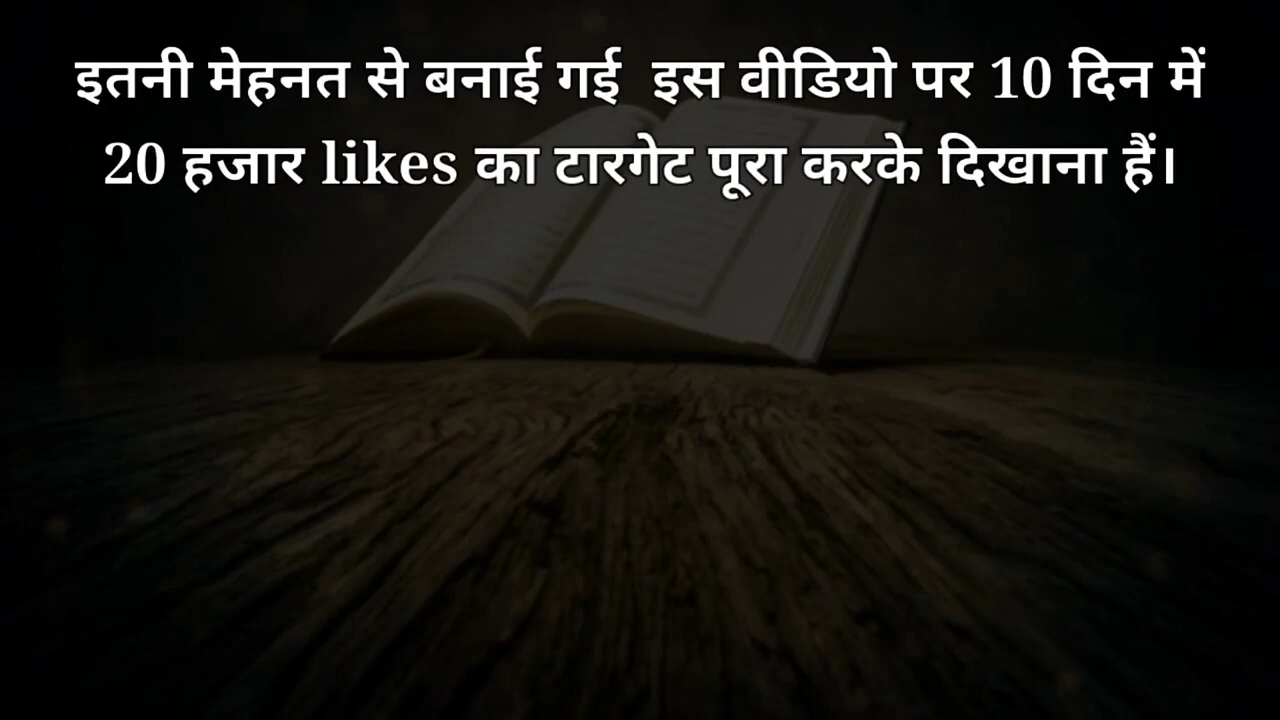 इतनी मेहनत से बनाई गई  इस वीडियो पर 10 दिन में
20 हजार likes का टारगेट पूरा करके दिखाना हैं।